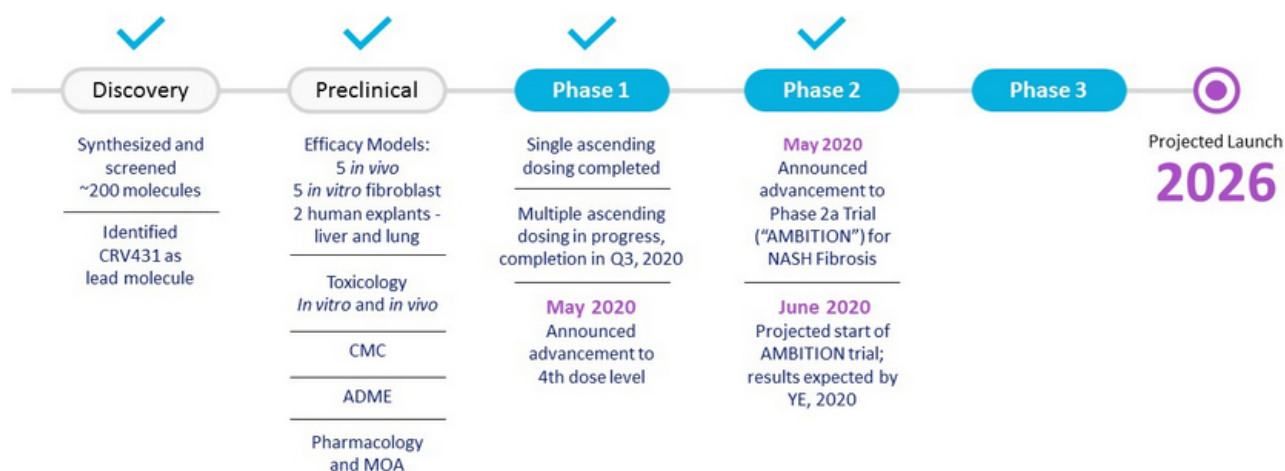 Discovery
Synthesized and
screened
~200 molecules
Identified
CRV431 as
lead molecule
Preclinical
Efficacy Models:
5 in vivo
5 in vitro fibroblast
2 human explants -
liver and lung
Toxicology
In vitro and in vivo
CMC
ADME
Pharmacology
and MOA
Phase 1
Single ascending
dosing completed
Multiple ascending
dosing in progress,
completion in Q3, 2020
May 2020
Announced
advancement to
4th dose level
Phase 2
May 2020
Announced
advancement to
Phase 2a Trial
(“AMBITION”) for
NASH Fibrosis
June 2020
Projected start of
AMBITION trial;
results expected by
YE, 2020
Phase 3
Projected Launch
2026